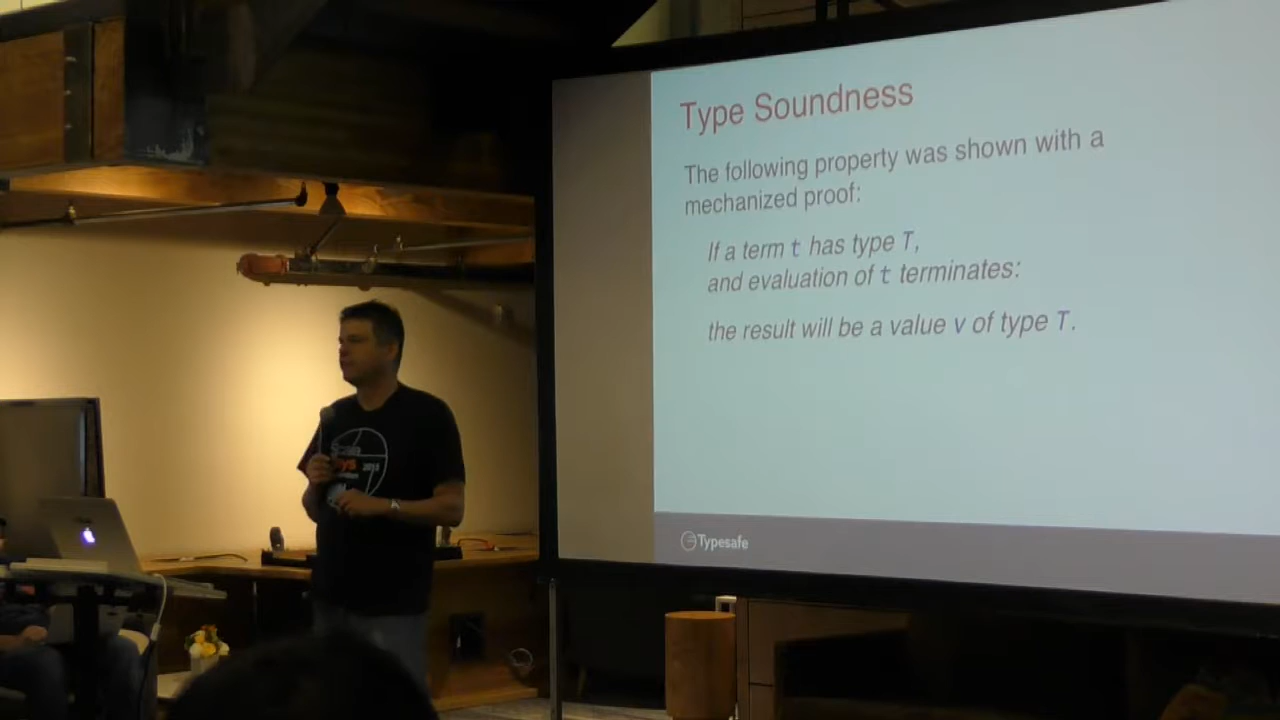 Type Soundness
The following property was shown with a
mechanized proof:
If a term t has type T,
and evaluation of t terminates:
the result will be a value v of type T.
Typesafe